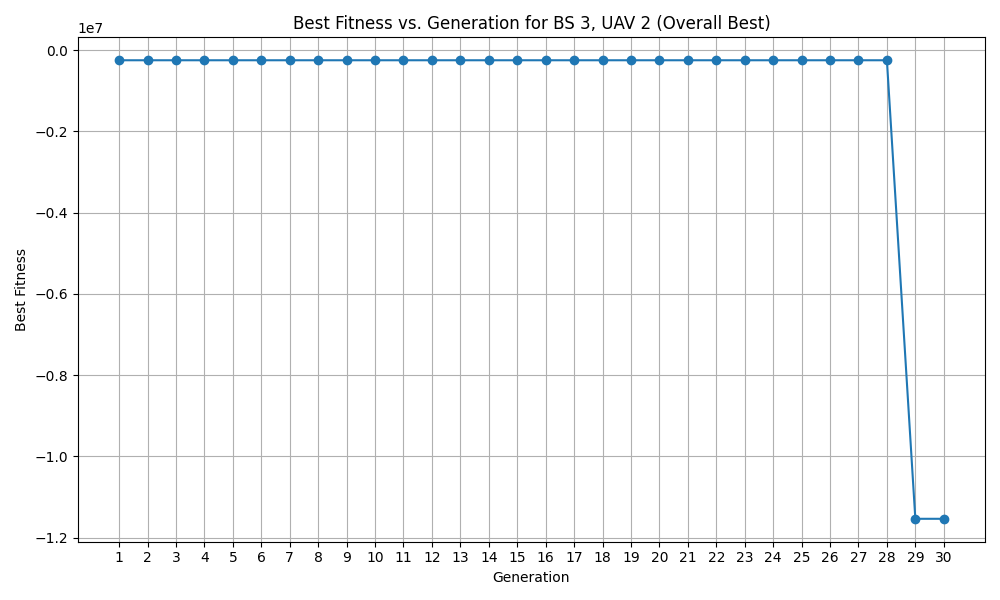 Best Fitness vs. Generation for BS 3, UAV 2 (Overall Best)
1e7
0.0
−0.2
−0.4
−0.6
−0.8
−1.0
−1.2
Best Fitness
1 2 3 4 5 6 7 8 9 10 11 12 13 14 15 16 17 18 19 20 21 22 23 24 25 26 27 28 29 30
Generation